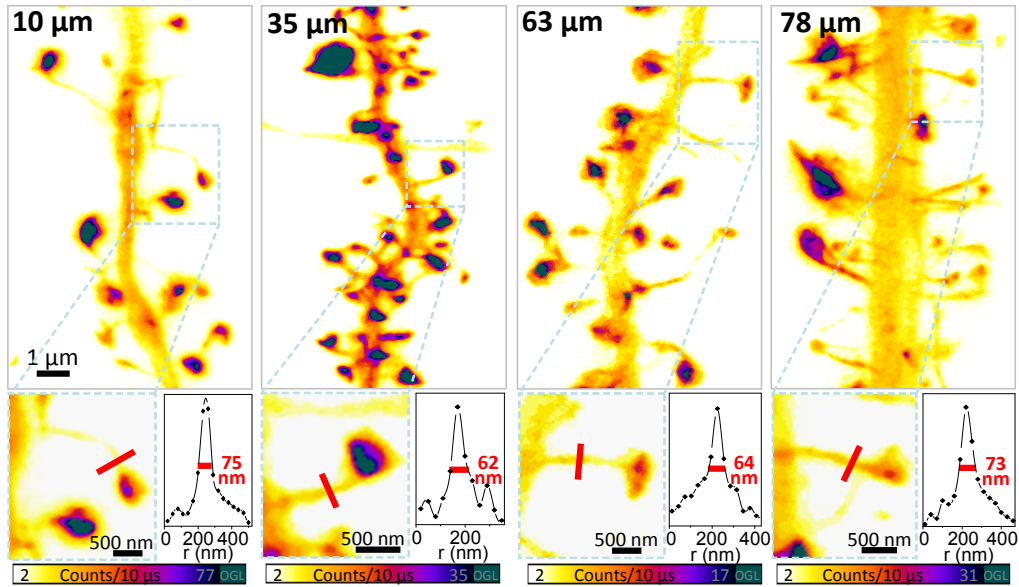 10 µm
35 µm
63 µm
78 µm
1 µm
75
nm
62
nm
64
nm
73
nm
500 nm
0 200 400
r (nm)
500 nm
0 200 400
r (nm)
500 nm
0 200 400
r (nm)
500 nm
0 200 400
r (nm)
2 Counts/10 µs 77 OGL
2 Counts/10 µs 35 OGL
2 Counts/10 µs 17 OGL
2 Counts/10 µs 31 OGL